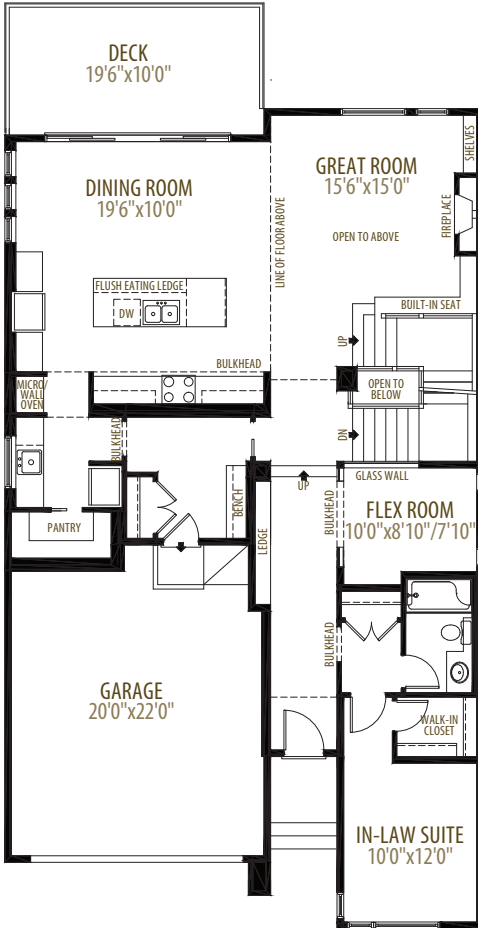 DECK
19'6"x10'0"
GREAT ROOM
15'6"x15'0"
SHELVES
DINING ROOM
19'6"x10'0"
LINE OF FLOOR ABOVE
OPEN TO ABOVE
FIREPLACE
FLUSH EATING LEDGE
DW
BUILT-IN SEAT
UP
BULKHEAD
MICRO/
WALL
OVEN
OPEN TO
BELOW
BULKHEAD
DN
GLASS WALL
UP
BENCH
LEDGE
BULKHEAD
FLEX ROOM
10'0"x8'10"/7'10"
PANTRY
BULKHEAD
GARAGE
20'0"x22'0"
WALK-IN
CLOSET
IN-LAW SUITE
10'0"x12'0"